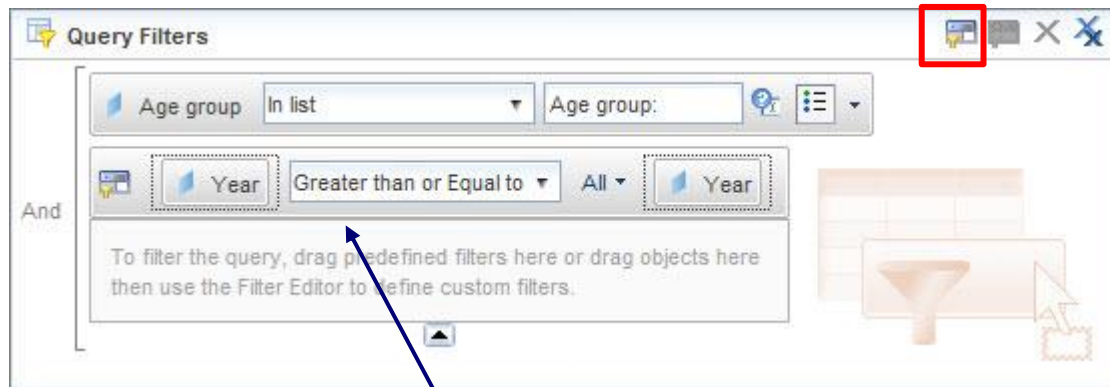 Query Filters
Age group In list Age group:
And
Year Greater than or Equal to All Year
To filter the query, drag predefined filters here or drag objects here
then use the Filter Editor to define custom filters.